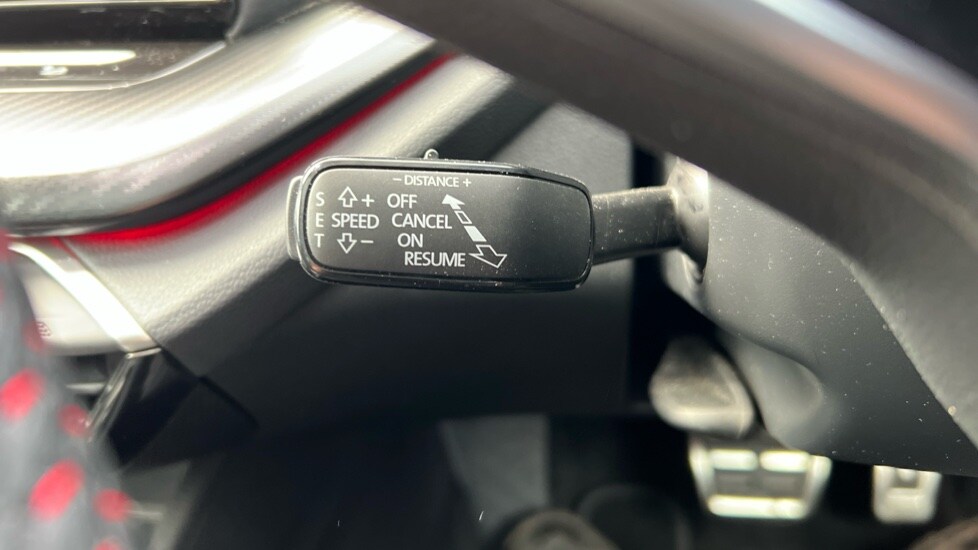 – DISTANCE +
S + OFF
E SPEED CANCEL
T – ON
RESUME